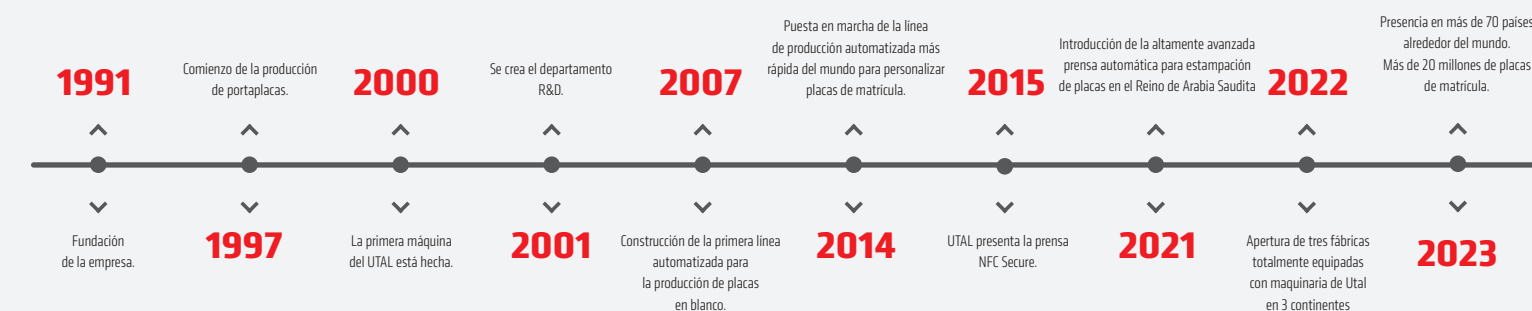 1991
Fundación
de la empresa.
Comienzo de la producción
de portaplacas.
1997
2000
La primera máquina
del UTAL está hecha.
Se crea el departamento
R&D.
2001
2007
Construcción de la primera línea
automatizada para
la producción de placas
en blanco.
Puesta en marcha de la línea
de producción automatizada más
rápida del mundo para personalizar
placas de matrícula.
2014
2015
UTAL presenta la prensa
NFC Secure.
Introducción de la altamente avanzada
prensa automática para estampación
de placas en el Reino de Arabia Saudita
2021
2022
Apertura de tres fábricas
totalmente equipadas
con maquinaria de Utal
en 3 continentes
Presencia en más de 70 países
alrededor del mundo.
Más de 20 millones de placas
de matrícula.
2023